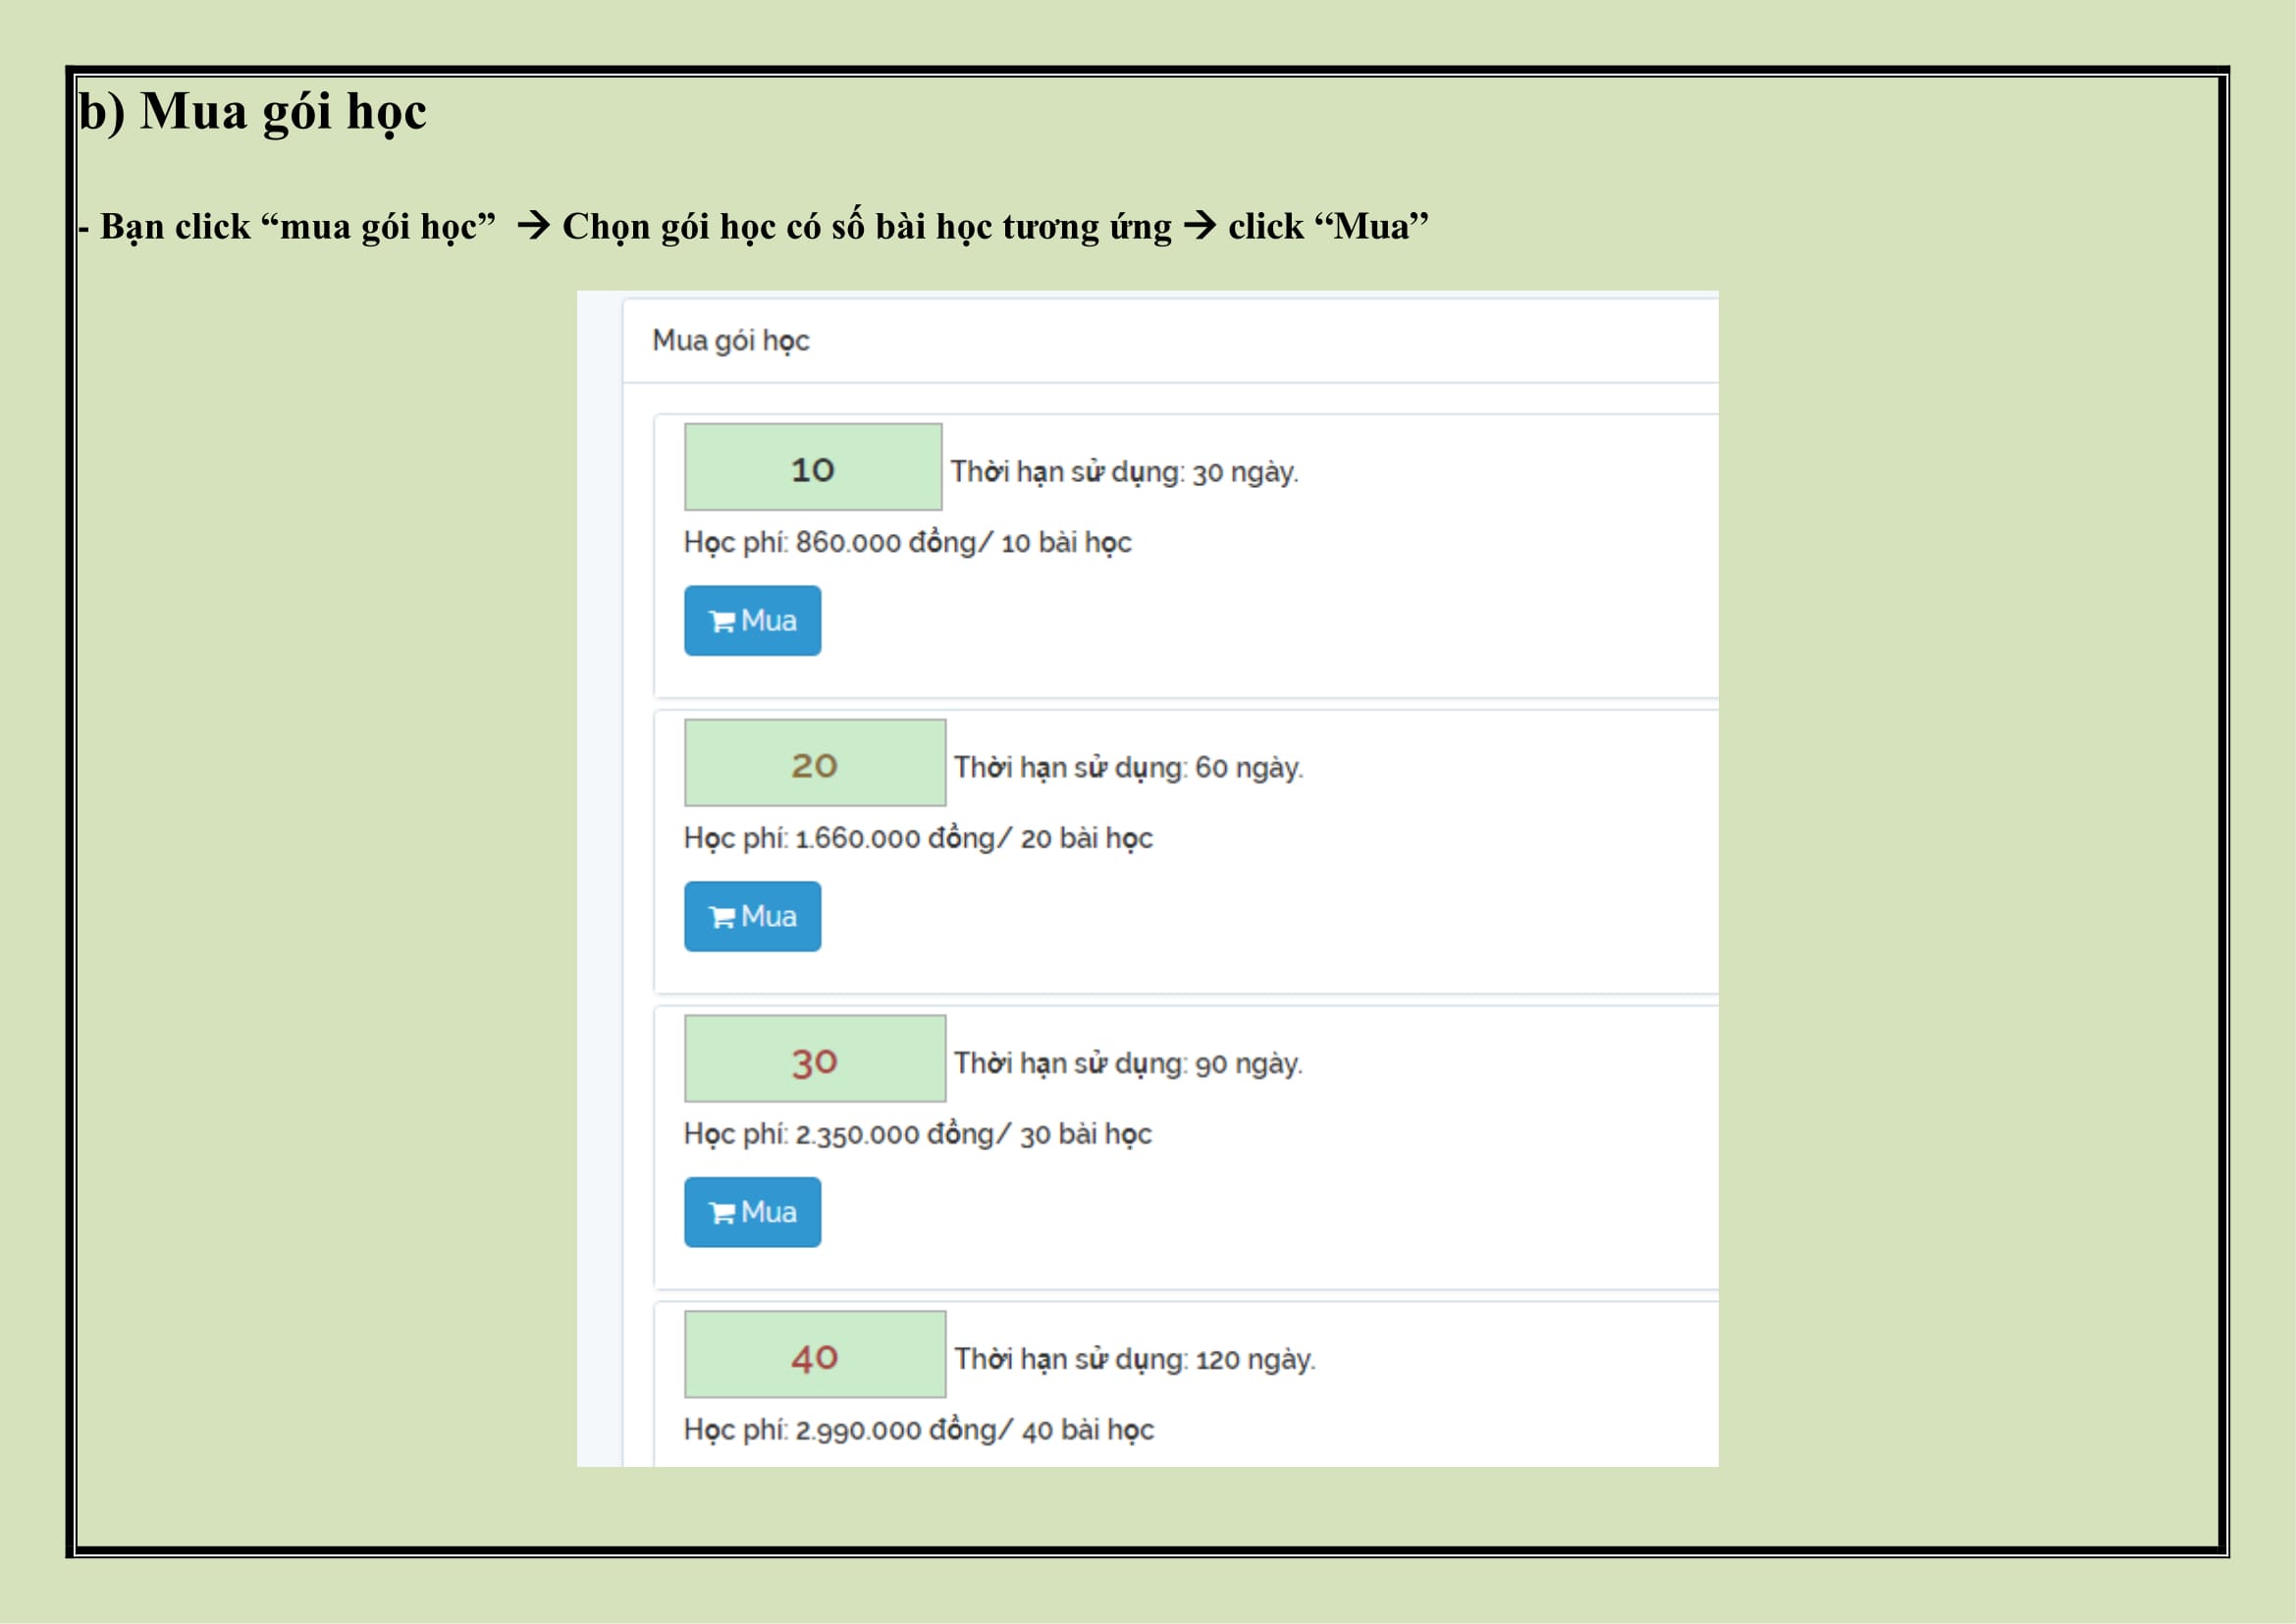 b) Mua gói học
- Bạn click “mua gói học” → Chọn gói học có số bài học tương ứng → click “Mua”
Mua gói học
10 Thời hạn sử dụng: 30 ngày.
Học phí: 860.000 đồng/ 10 bài học
Mua
20 Thời hạn sử dụng: 60 ngày.
Học phí: 1.660.000 đồng/ 20 bài học
Mua
30 Thời hạn sử dụng: 90 ngày.
Học phí: 2.350.000 đồng/ 30 bài học
Mua
40 Thời hạn sử dụng: 120 ngày.
Học phí: 2.990.000 đồng/ 40 bài học